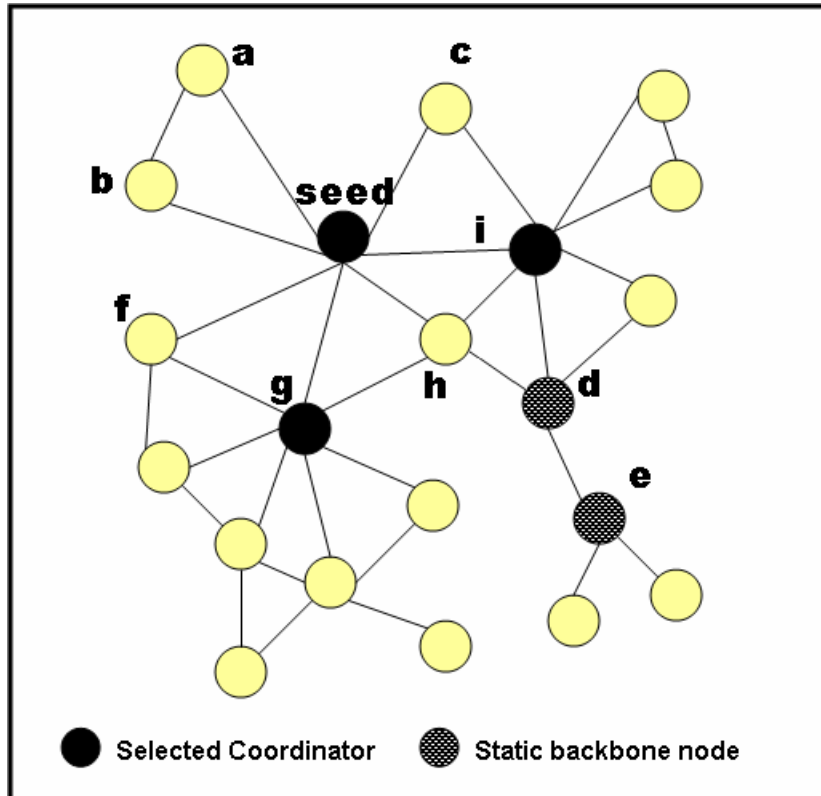 a
c
b
seed
i
f
g
h
d
e
Selected Coordinator
Static backbone node